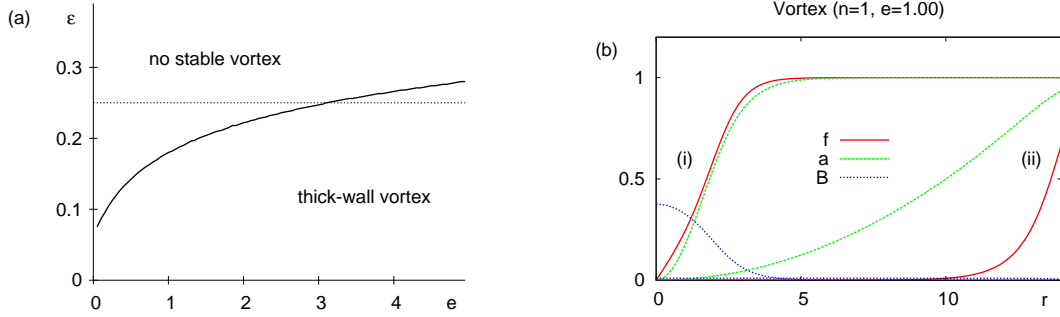 (a)
ε
no stable vortex
thick-wall vortex
0.3
0.2
0.1
0
0
1
2
3
4
e
Vortex (n=1, e=1.00)
(b)
1
0.5
0
(i)
f
a
B
(ii)
0
5
10
r